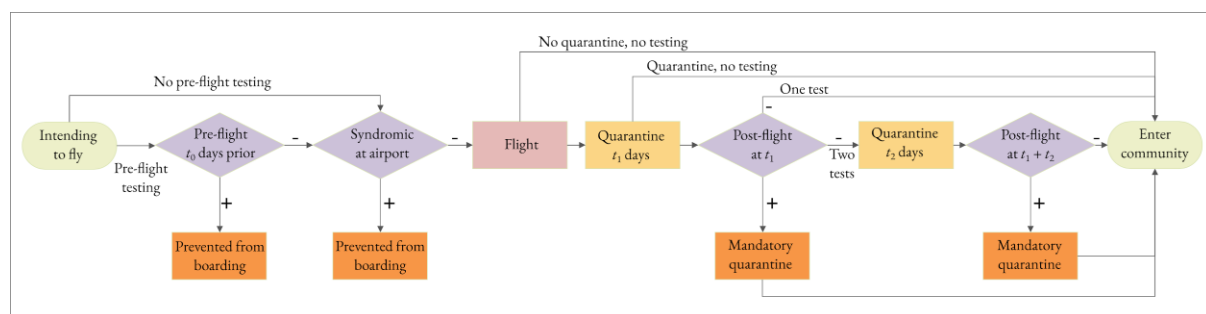 No quarantine, no testing
Quarantine, no testing
No pre-flight testing
One test
Intending
to fly
Pre-flight
testing
Pre-flight
t₀ days prior
-
+
Prevented from
boarding
Syndromic
at airport
-
+
Prevented from
boarding
Flight
Quarantine
t₁ days
Post-flight
at t₁
-
-
Two
tests
+
Mandatory
quarantine
Quarantine
t₂ days
Post-flight
at t₁ + t₂
-
+
Mandatory
quarantine
Enter
community